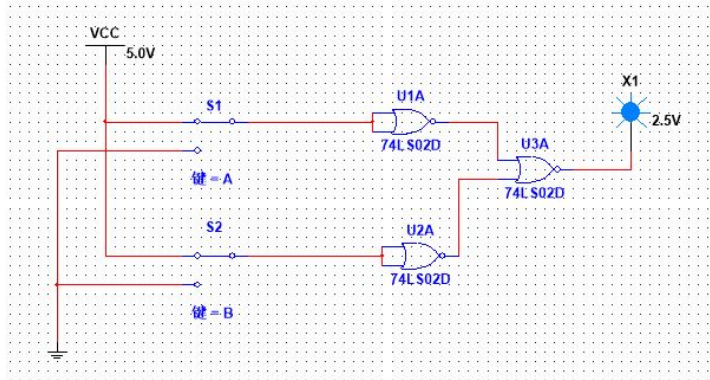 VCC
5.0V
S1
键 = A
U1A
74LS02D
X1
2.5V
U3A
74LS02D
S2
键 = B
U2A
74LS02D